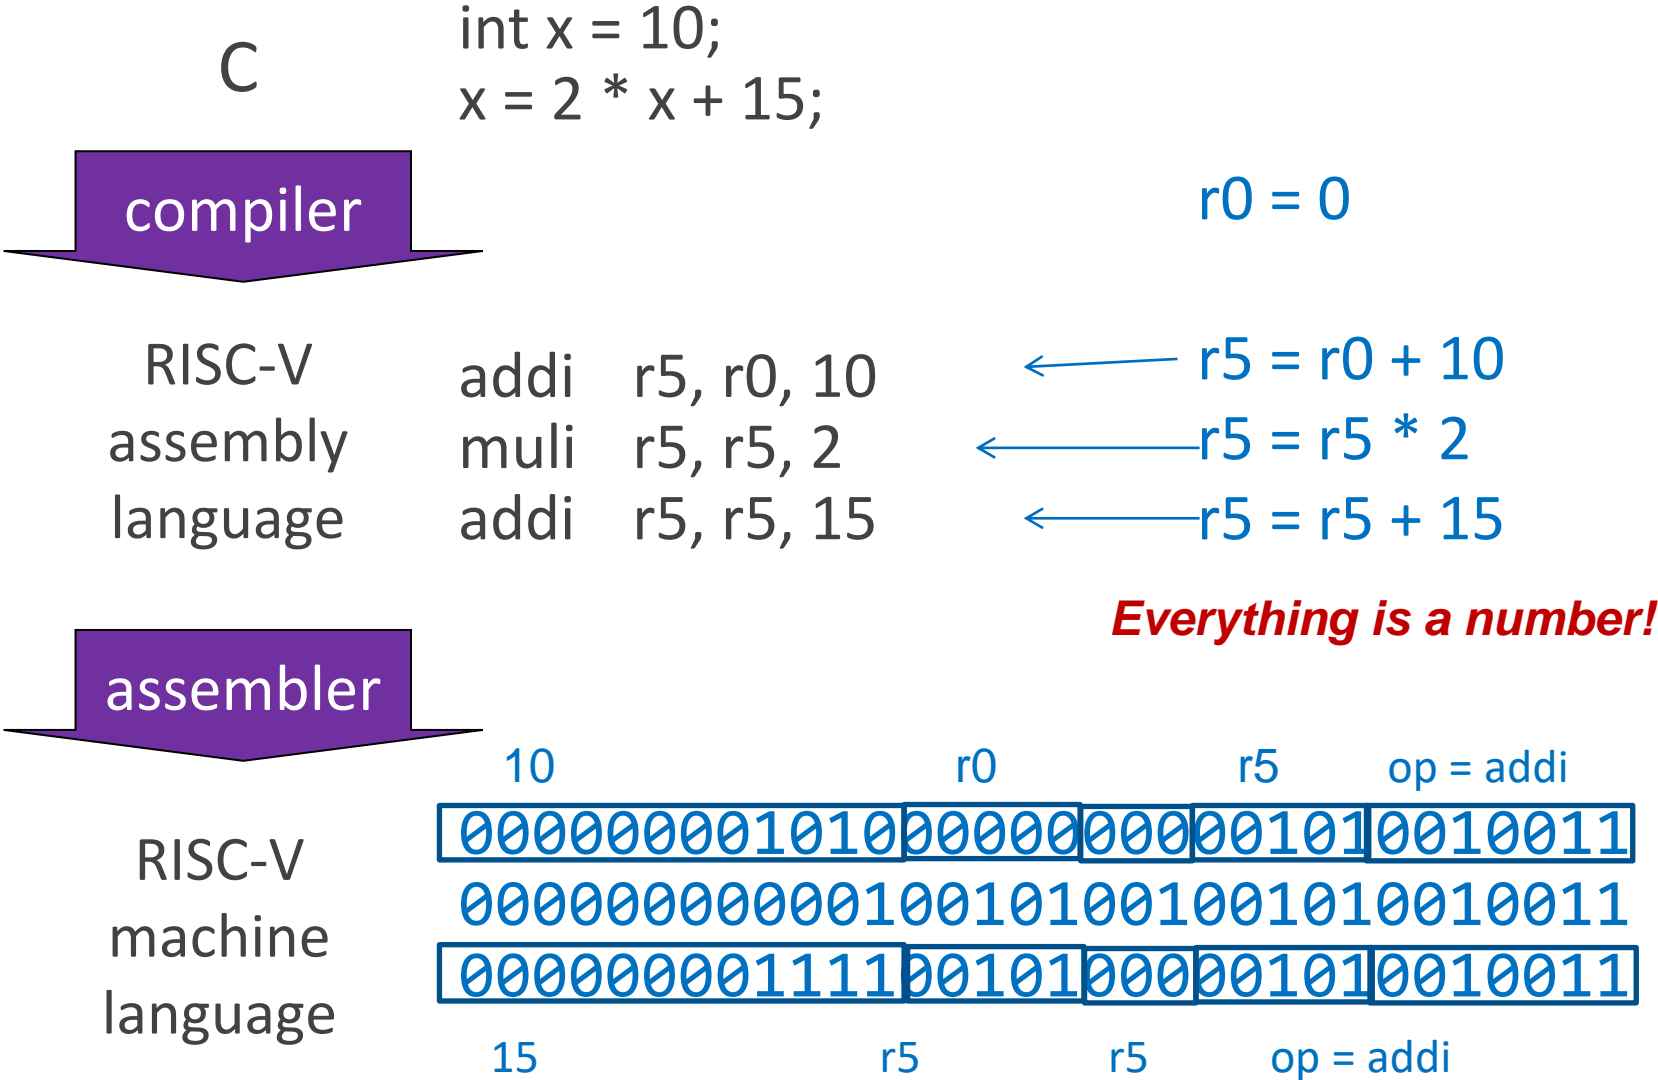 C
int x = 10;
x = 2 * x + 15;
compiler
r0 = 0
RISC-V
assembly
language
addi r5, r0, 10
muli r5, r5, 2
addi r5, r5, 15
r5 = r0 + 10
r5 = r5 * 2
r5 = r5 + 15
Everything is a number!
assembler
10 r0 r5 op = addi
RISC-V
machine
language
00000000101000000000001010010011
00000000000100101001001010010011
00000000111100101000001010010011
15 r5 r5 op = addi